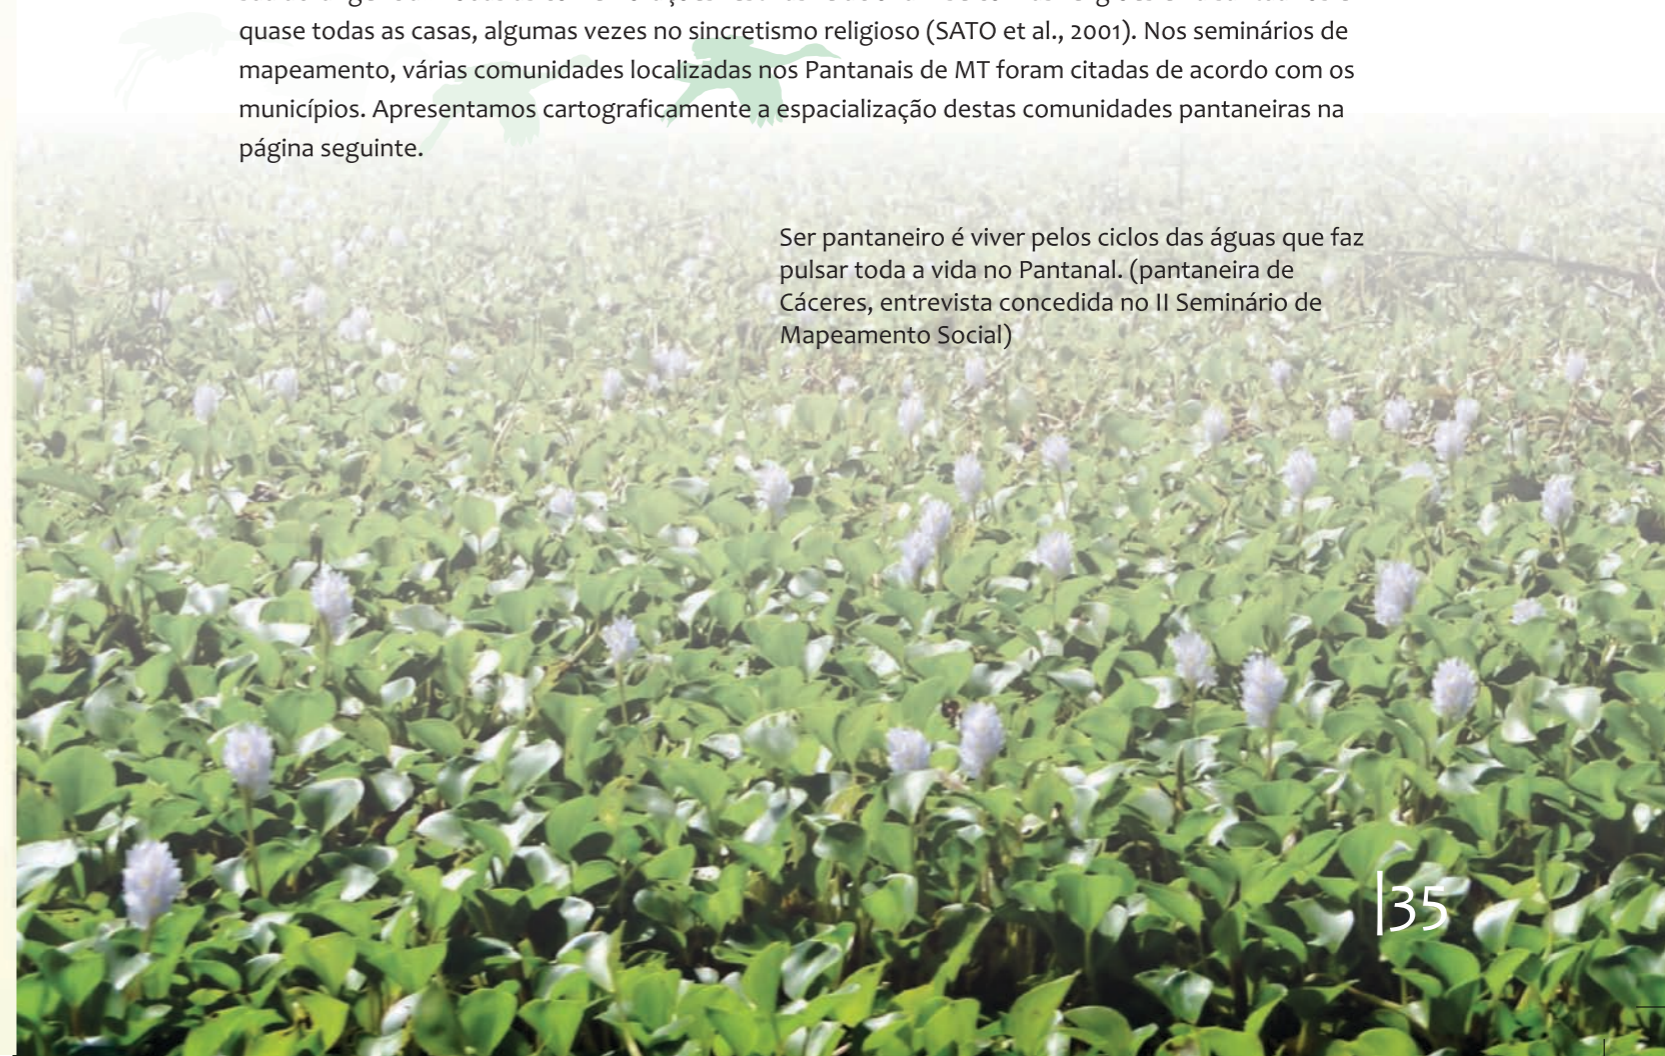 quase todas as casas, algumas vezes no sincretismo religioso (SATO et al., 2001). Nos seminários de
mapeamento, várias comunidades localizadas nos Pantanais de MT foram citadas de acordo com os
municípios. Apresentamos cartograficamente a espacialização destas comunidades pantaneiras na
página seguinte.
Ser pantaneiro é viver pelos ciclos das águas que faz
pulsar toda a vida no Pantanal. (pantaneira de
Cáceres, entrevista concedida no II Seminário de
Mapeamento Social)
|35